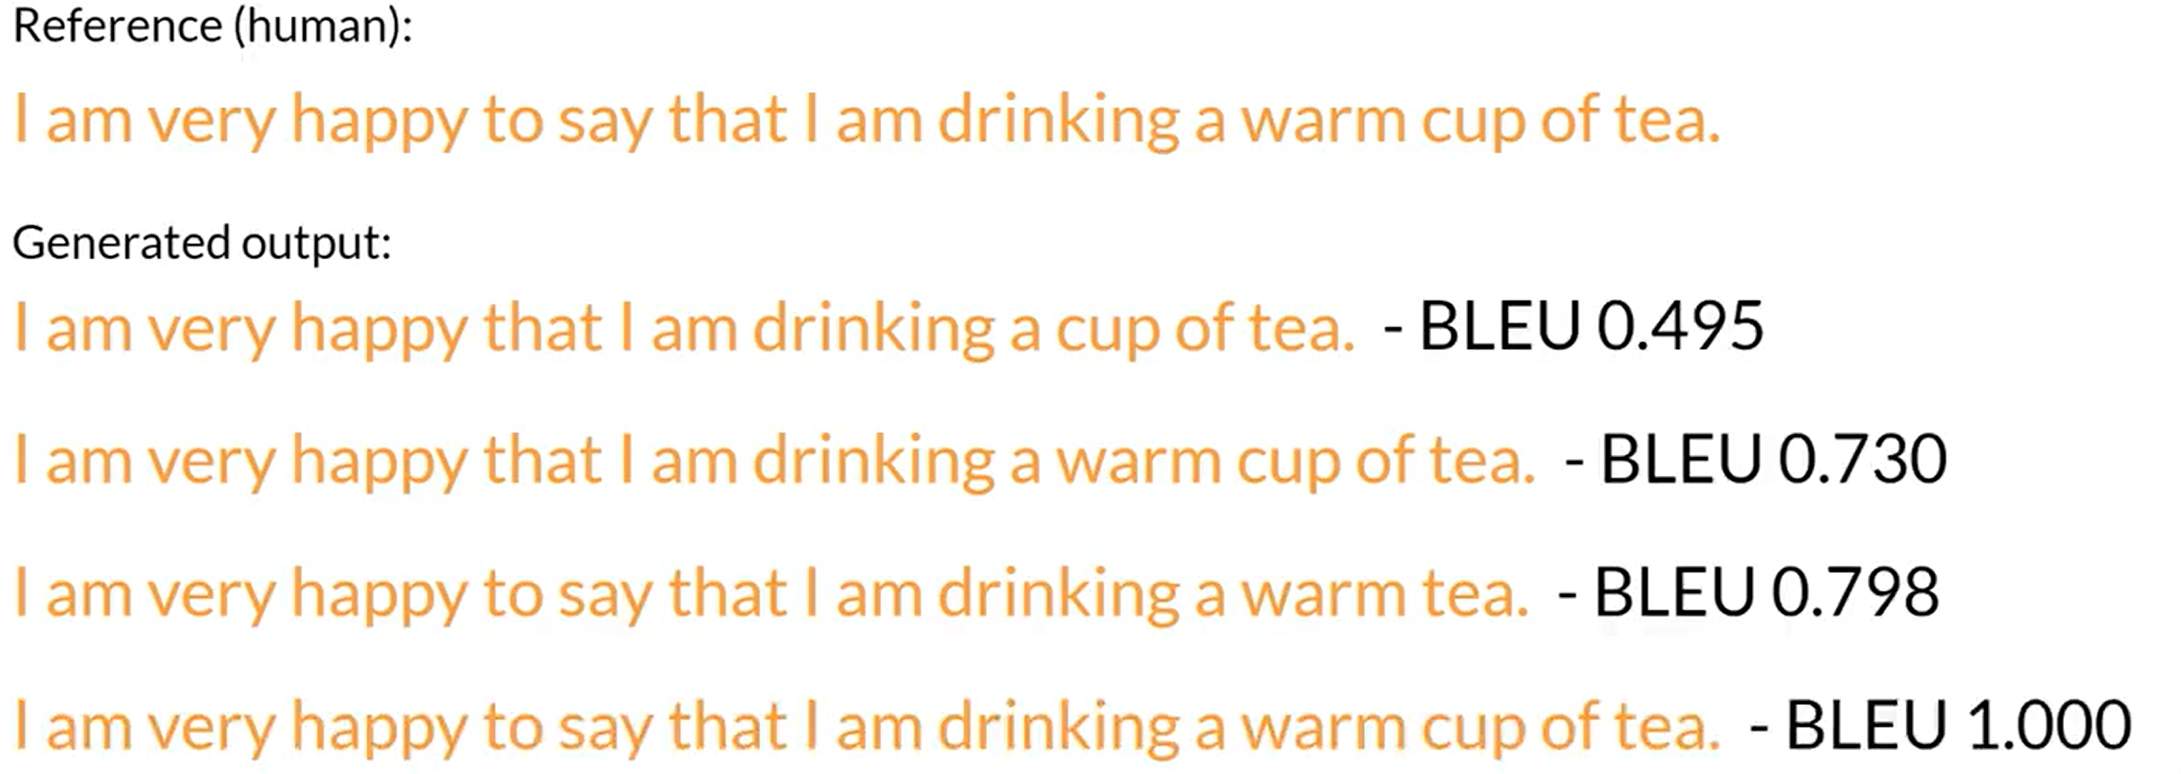 Reference (human):
I am very happy to say that I am drinking a warm cup of tea.
Generated output:
I am very happy that I am drinking a cup of tea. - BLEU 0.495
I am very happy that I am drinking a warm cup of tea. - BLEU 0.730
I am very happy to say that I am drinking a warm tea. - BLEU 0.798
I am very happy to say that I am drinking a warm cup of tea. - BLEU 1.000